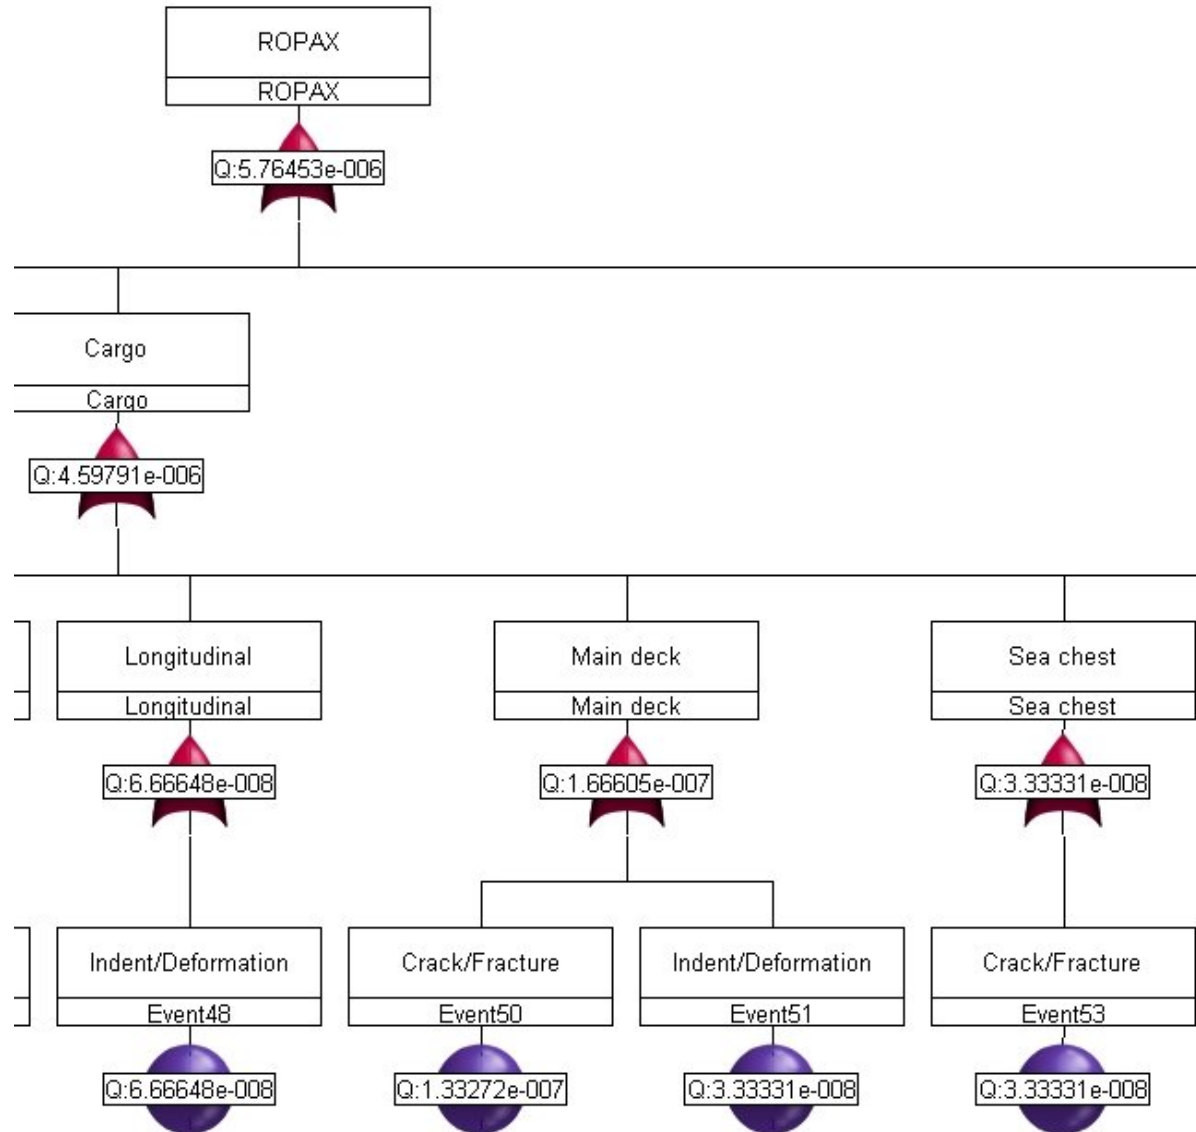 ROPAX
ROPAX
Q:5.76453e-006
Cargo
Cargo
Q:4.59791e-006
Longitudinal
Longitudinal
Q:6.66648e-008
Main deck
Main deck
Q:1.66605e-007
Sea chest
Sea chest
Q:3.33331e-008
Indent/Deformation
Event48
Q:6.66648e-008
Crack/Fracture
Event50
Q:1.33272e-007
Indent/Deformation
Event51
Q:3.33331e-008
Crack/Fracture
Event53
Q:3.33331e-008